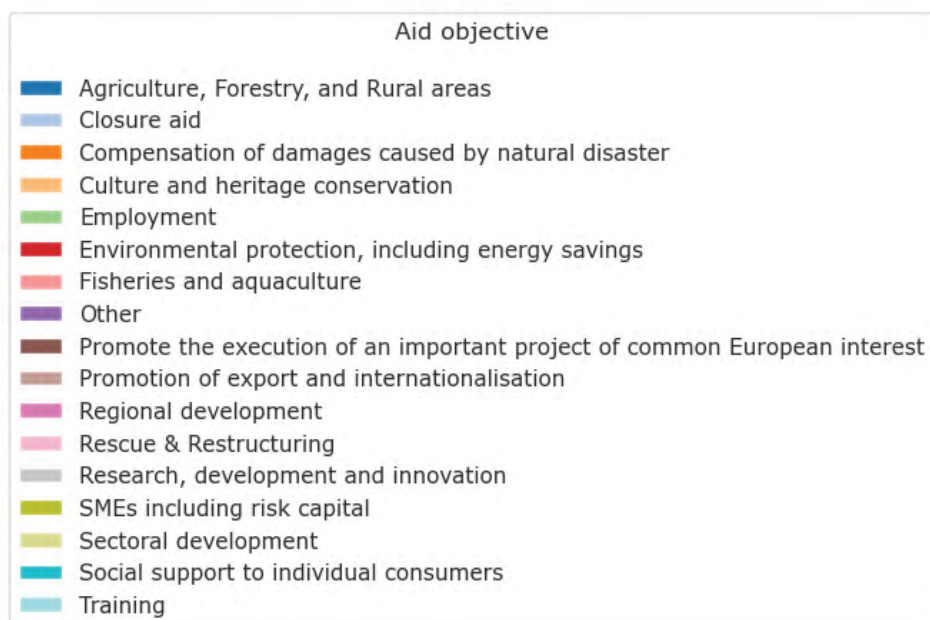 Aid objective
Agriculture, Forestry, and Rural areas
Closure aid
Compensation of damages caused by natural disaster
Culture and heritage conservation
Employment
Environmental protection, including energy savings
Fisheries and aquaculture
Other
Promote the execution of an important project of common European interest
Promotion of export and internationalisation
Regional development
Rescue & Restructuring
Research, development and innovation
SMEs including risk capital
Sectoral development
Social support to individual consumers
Training